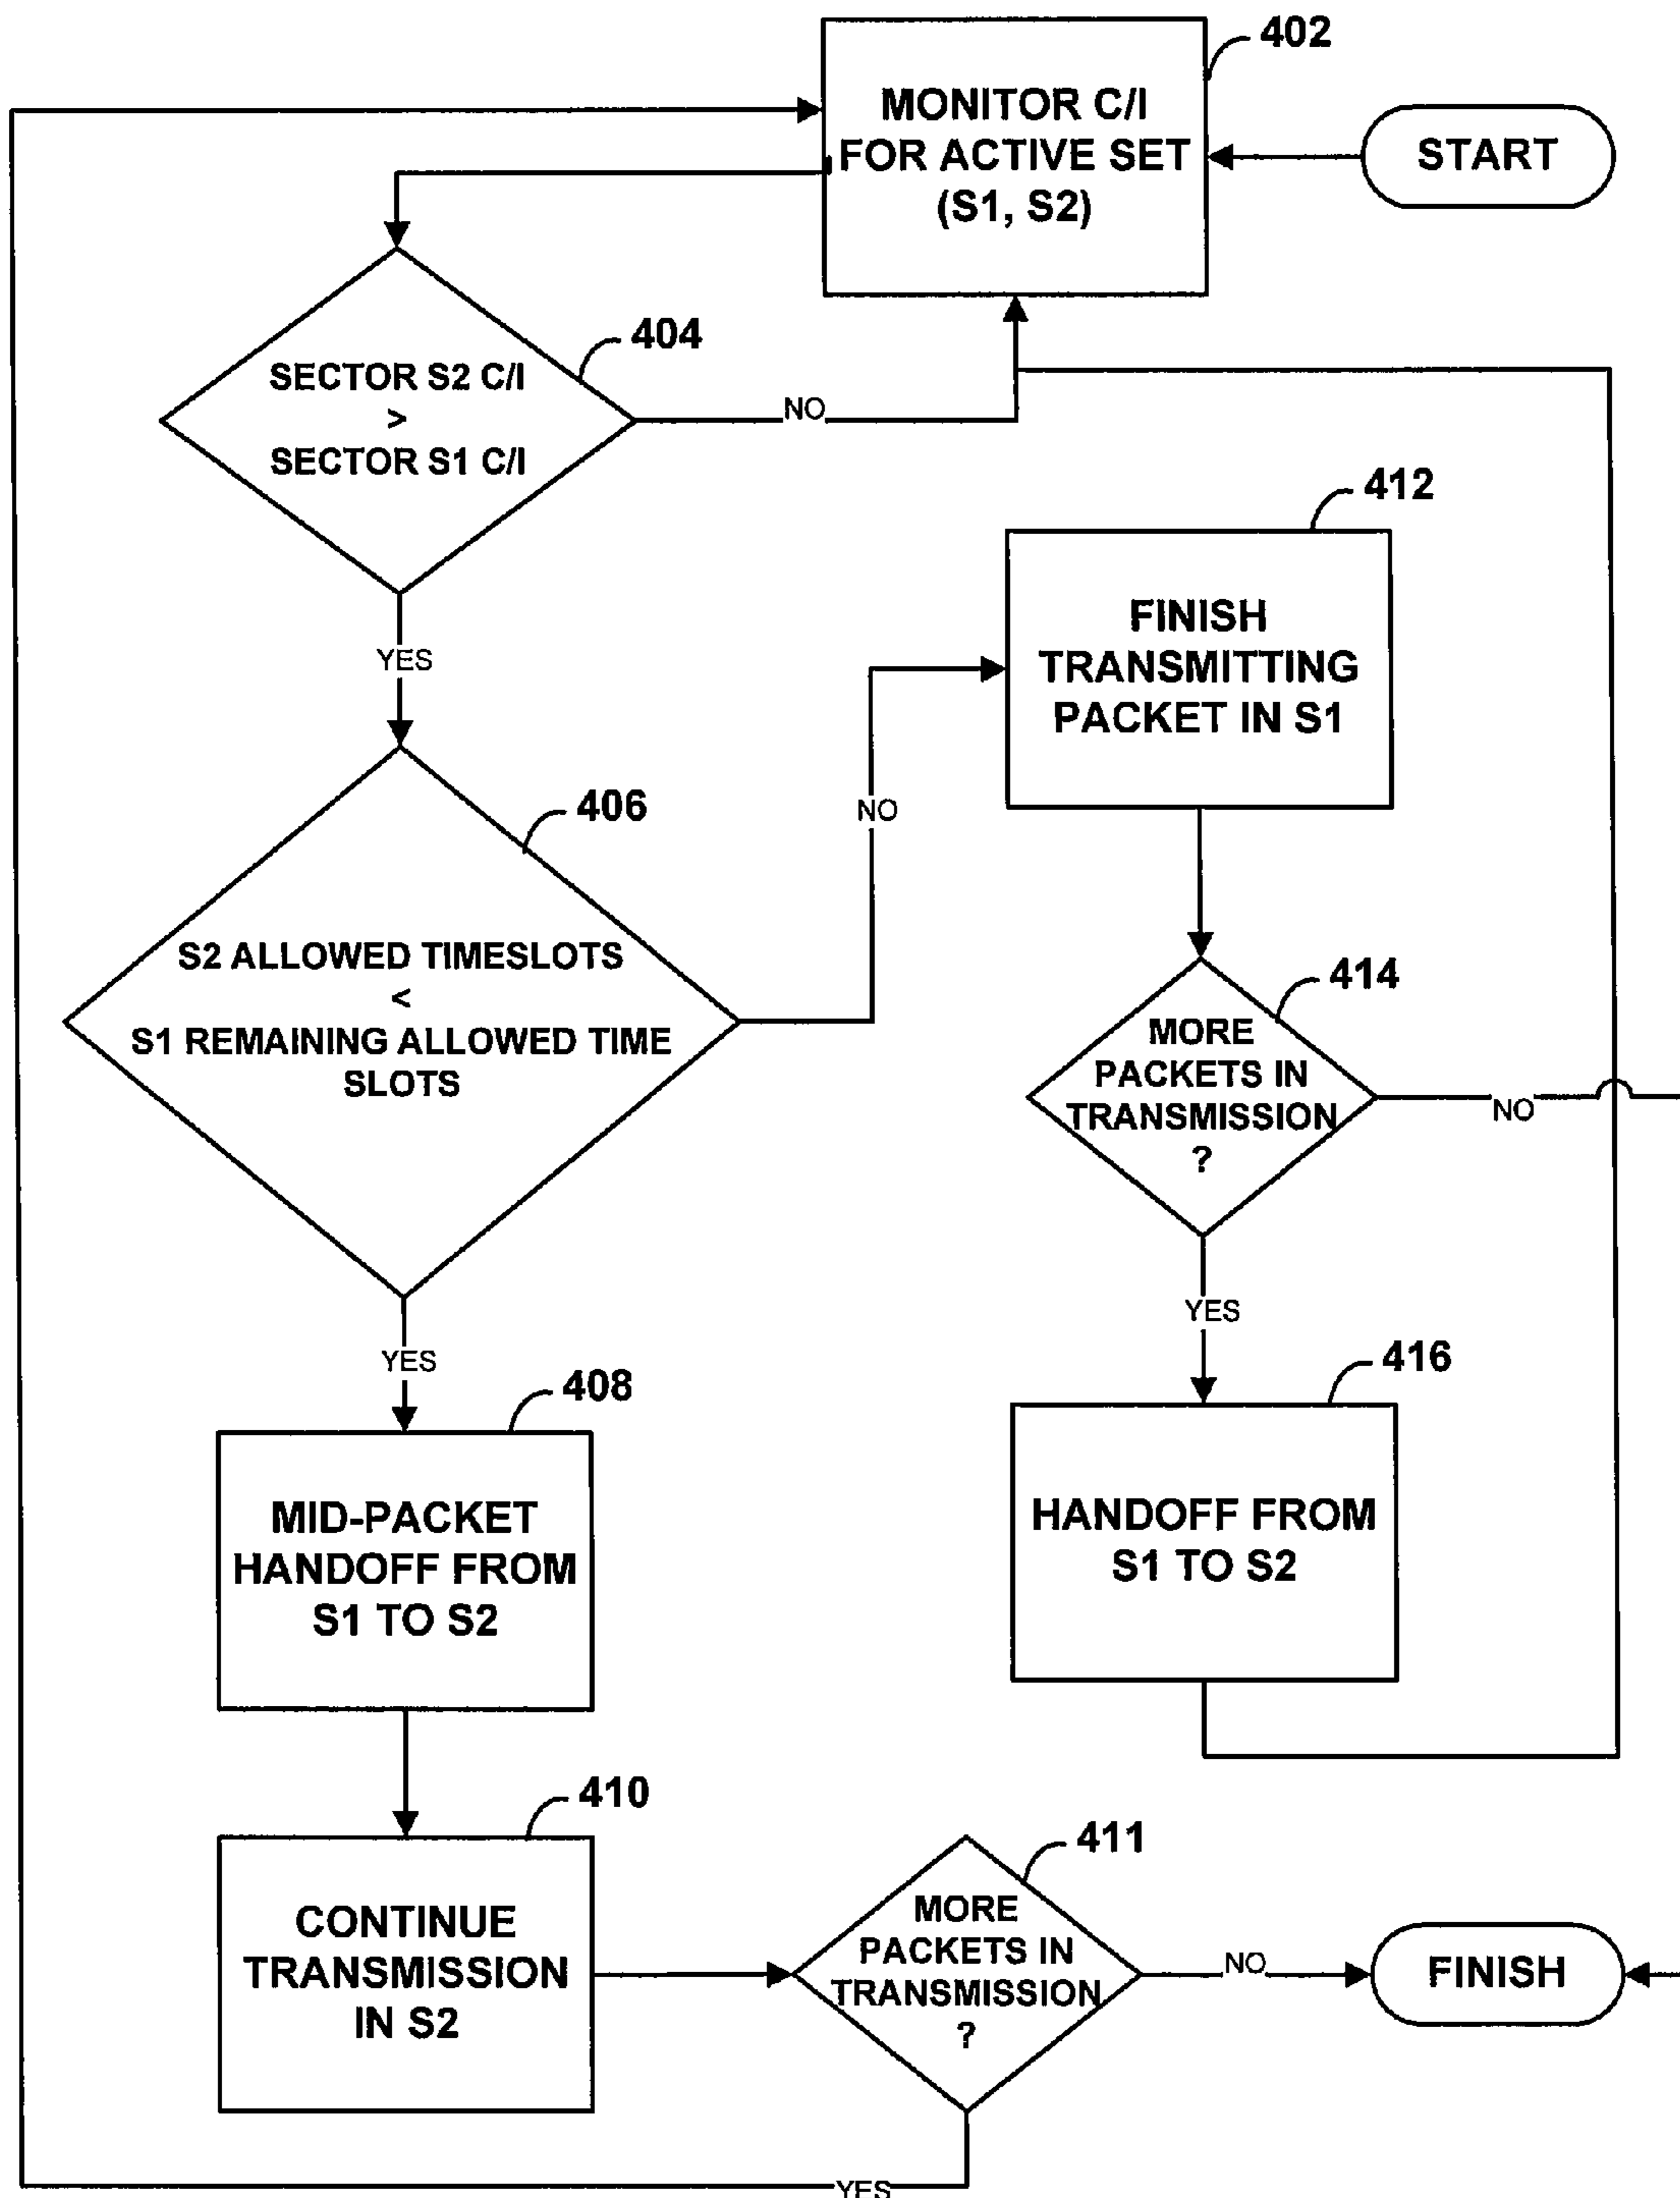 402
MONITOR C/I
FOR ACTIVE SET
(S1, S2)
START
404
SECTOR S2 C/I
>
SECTOR S1 C/I
NO
YES
412
FINISH
TRANSMITTING
PACKET IN S1
406
S2 ALLOWED TIMESLOTS
<
S1 REMAINING ALLOWED TIME
SLOTS
NO
YES
414
MORE
PACKETS IN
TRANSMISSION
?
NO
YES
408
MID-PACKET
HANDOFF FROM
S1 TO S2
416
HANDOFF FROM
S1 TO S2
410
CONTINUE
TRANSMISSION
IN S2
411
MORE
PACKETS IN
TRANSMISSION
?
NO
FINISH
YES